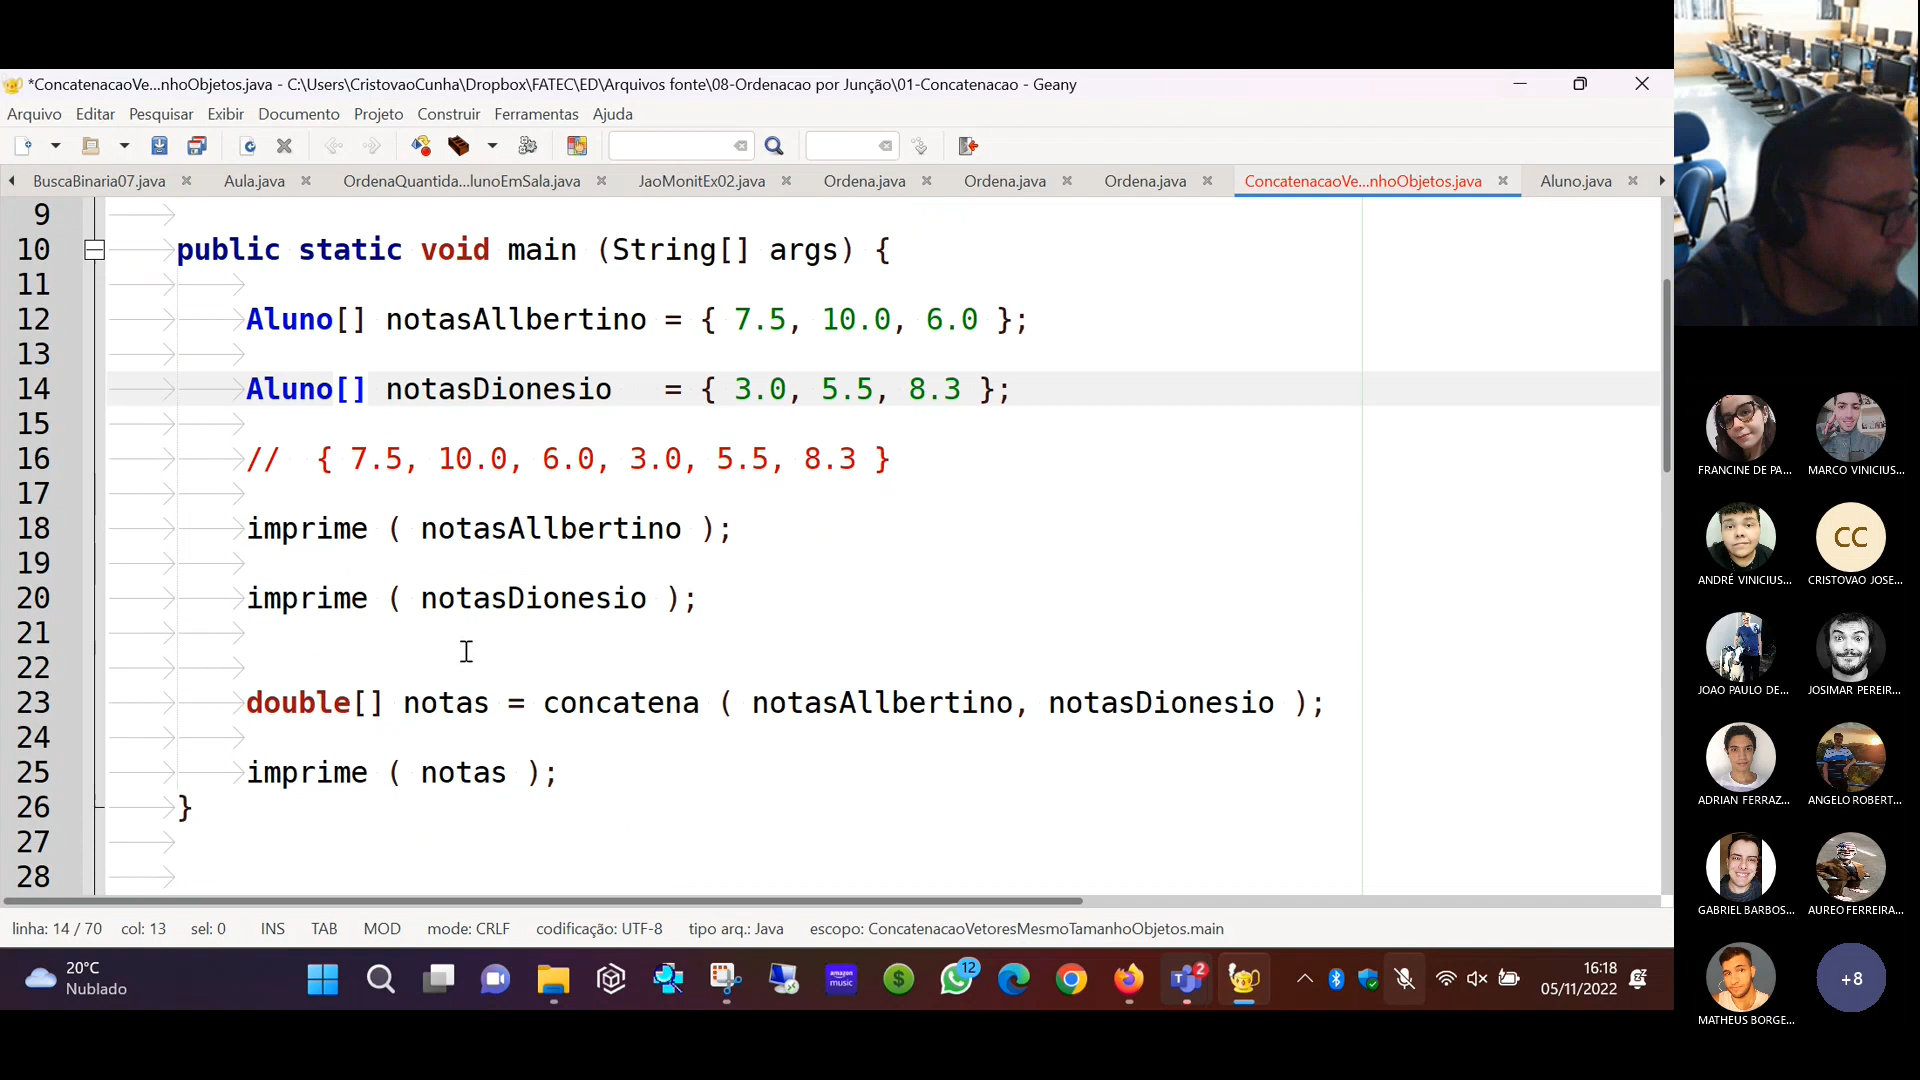 *ConcatenacaoVe...nhoObjetos.java - C:\Users\CristovaoCunha\Dropbox\FATEC\ED\Arquivos fonte\08-Ordenacao por Junção\01-Concatenacao - Geany
Arquivo Editar Pesquisar Exibir Documento Projeto Construir Ferramentas Ajuda
BuscaBinaria07.java Aula.java OrdenaQuantida...lunoEmSala.java JaoMonitEx02.java Ordena.java Ordena.java Ordena.java ConcatenacaoVe...nhoObjetos.java Aluno.java
9
10 public static void main (String[] args) {
11
12 Aluno[] notasAllbertino = { 7.5, 10.0, 6.0 };
13
14 Aluno[] notasDionesio = { 3.0, 5.5, 8.3 };
15
16 // { 7.5, 10.0, 6.0, 3.0, 5.5, 8.3 }
17
18 imprime ( notasAllbertino );
19
20 imprime ( notasDionesio );
21
22
23 double[] notas = concatena ( notasAllbertino, notasDionesio );
24
25 imprime ( notas );
26 }
27
28
linha: 14 / 70 col: 13 sel: 0 INS TAB MOD mode: CRLF codificação: UTF-8 tipo arq.: Java escopo: ConcatenacaoVetoresMesmoTamanhoObjetos.main
20°C
Nublado
amazon music
$
12
2
16:18
05/11/2022
FRANCINE DE PA... MARCO VINICIUS...
CC
ANDRÉ VINICIUS... CRISTOVAO JOSE...
JOAO PAULO DE... JOSIMAR PEREIR...
ADRIAN FERRAZ... ANGELO ROBERT...
GABRIEL BARBOS... AUREO FERREIRA...
+8
MATHEUS BORGE...